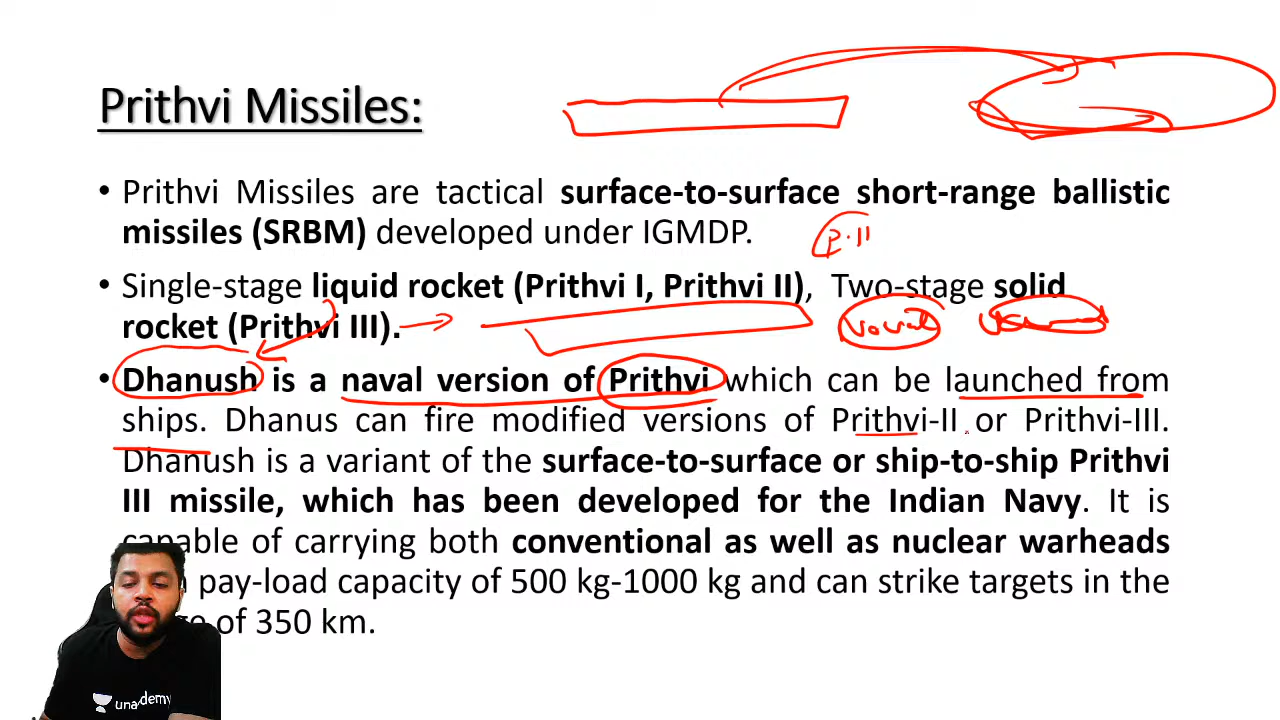 Prithvi Missiles:
• Prithvi Missiles are tactical surface-to-surface short-range ballistic
missiles (SRBM) developed under IGMDP.
P-II
• Single-stage liquid rocket (Prithvi I, Prithvi II), Two-stage solid
rocket (Prithvi III).
• Dhanush is a naval version of Prithvi which can be launched from
ships. Dhanus can fire modified versions of Prithvi-II or Prithvi-III.
Dhanush is a variant of the surface-to-surface or ship-to-ship Prithvi
III missile, which has been developed for the Indian Navy. It is
capable of carrying both conventional as well as nuclear warheads
pay-load capacity of 500 kg-1000 kg and can strike targets in the
of 350 km.
unacademy